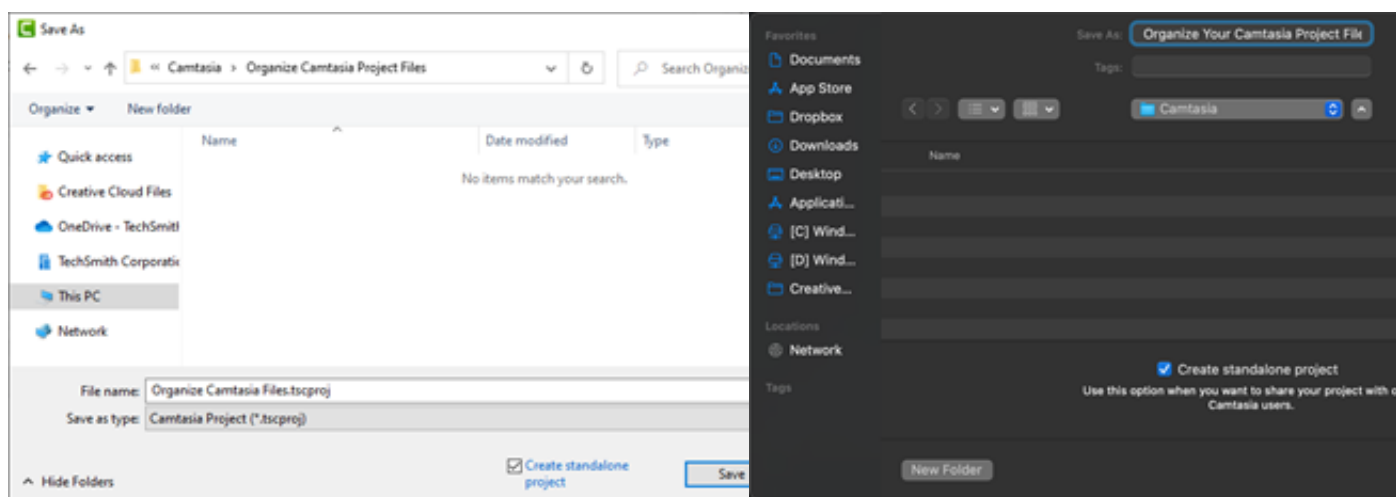 Save As
« Camtasia › Organize Camtasia Project Files
Search Organiz
Organize
New folder
Name
Date modified
Type
No items match your search.
Quick access
Creative Cloud Files
OneDrive - TechSmitl
TechSmith Corporatic
This PC
Network
File name: Organize Camtasia Files.tscproj
Save as type: Camtasia Project (*.tscproj)
Create standalone
project
Save
Hide Folders
Favorites
Documents
App Store
Dropbox
Downloads
Desktop
Applicati...
[C] Wind...
[D] Wind...
Creative...
Locations
Network
Tags
Save As: Organize Your Camtasia Project File
Tags:
Camtasia
Name
Create standalone project
Use this option when you want to share your project with o
Camtasia users.
New Folder